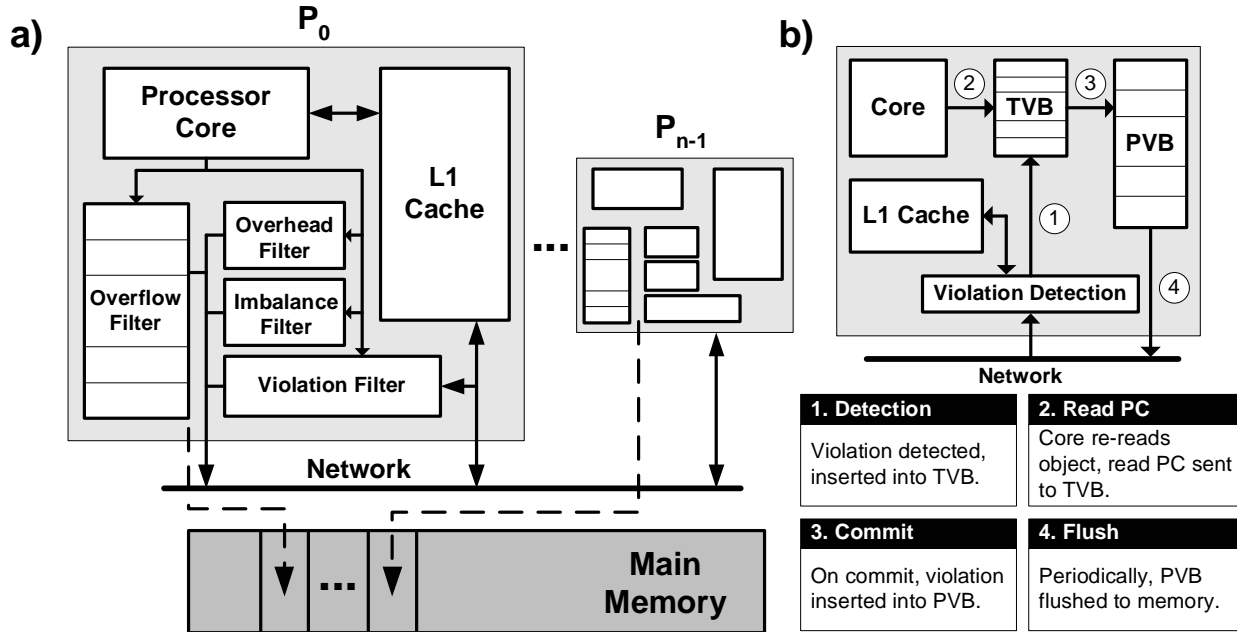 a)
P0
Processor
Core
L1
Cache
Overhead
Filter
Overflow
Filter
Imbalance
Filter
Violation Filter
...
Pn-1
Network
...
Main
Memory
b)
Core
2
TVB
3
PVB
L1 Cache
1
Violation Detection
4
Network
1. Detection
Violation detected,
inserted into TVB.
2. Read PC
Core re-reads
object, read PC sent
to TVB.
3. Commit
On commit, violation
inserted into PVB.
4. Flush
Periodically, PVB
flushed to memory.